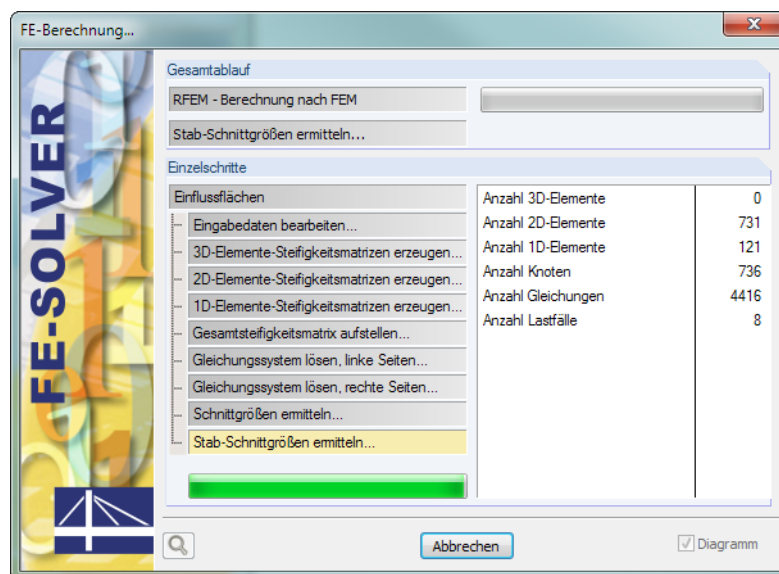 FE-Berechnung...
FE-SOLVER
Gesamtablauf
RFEM - Berechnung nach FEM
Stab-Schnittgrößen ermitteln...
Einzelschritte
Einflussflächen
Eingabedaten bearbeiten...
3D-Elemente-Steifigkeitsmatrizen erzeugen...
2D-Elemente-Steifigkeitsmatrizen erzeugen...
1D-Elemente-Steifigkeitsmatrizen erzeugen...
Gesamtsteifigkeitsmatrix aufstellen...
Gleichungssystem lösen, linke Seiten...
Gleichungssystem lösen, rechte Seiten...
Schnittgrößen ermitteln...
Stab-Schnittgrößen ermitteln...
Anzahl 3D-Elemente 0
Anzahl 2D-Elemente 731
Anzahl 1D-Elemente 121
Anzahl Knoten 736
Anzahl Gleichungen 4416
Anzahl Lastfälle 8
Abbrechen
Diagramm